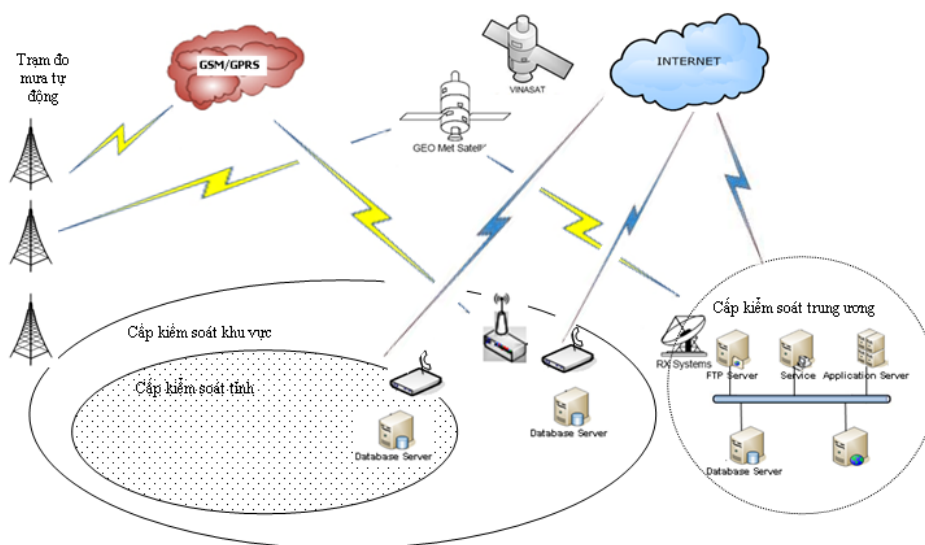 Trạm đo
mưa tự
động
GSM/GPRS
VINASAT
GEO Met Satell
INTERNET
Cấp kiểm soát khu vực
Cấp kiểm soát tỉnh
Database Server
Database Server
Cấp kiểm soát trung ương
RX Systems
FTP Server
Service
Application Server
Database Server